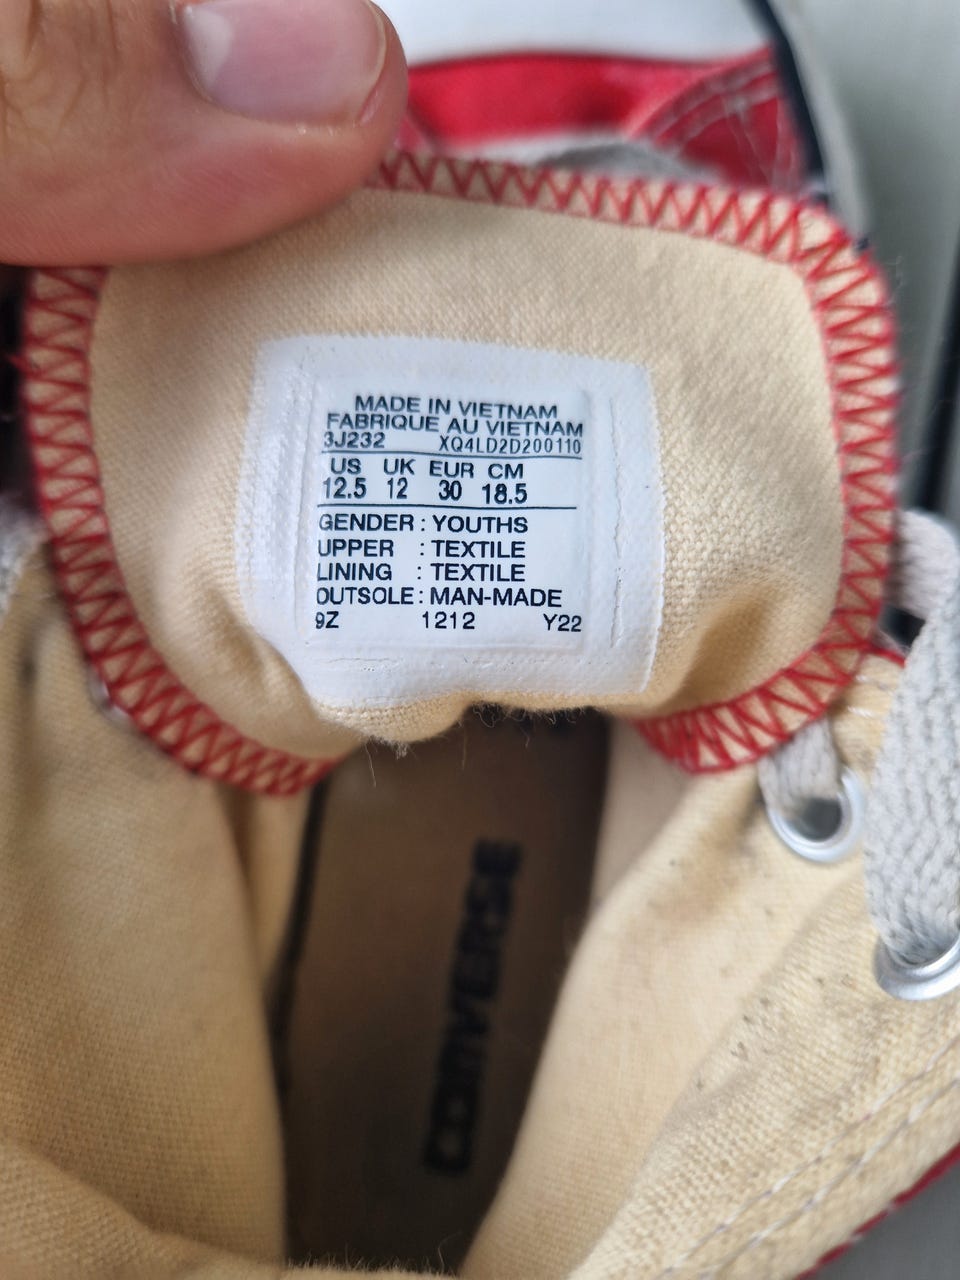 MADE IN VIETNAM
FABRIQUE AU VIETNAM
3J232 XQ4LD2D200110
US UK EUR CM
12.5 12 30 18.5
GENDER : YOUTHS
UPPER : TEXTILE
LINING : TEXTILE
OUTSOLE : MAN-MADE
9Z 1212 Y22
CONVERSE